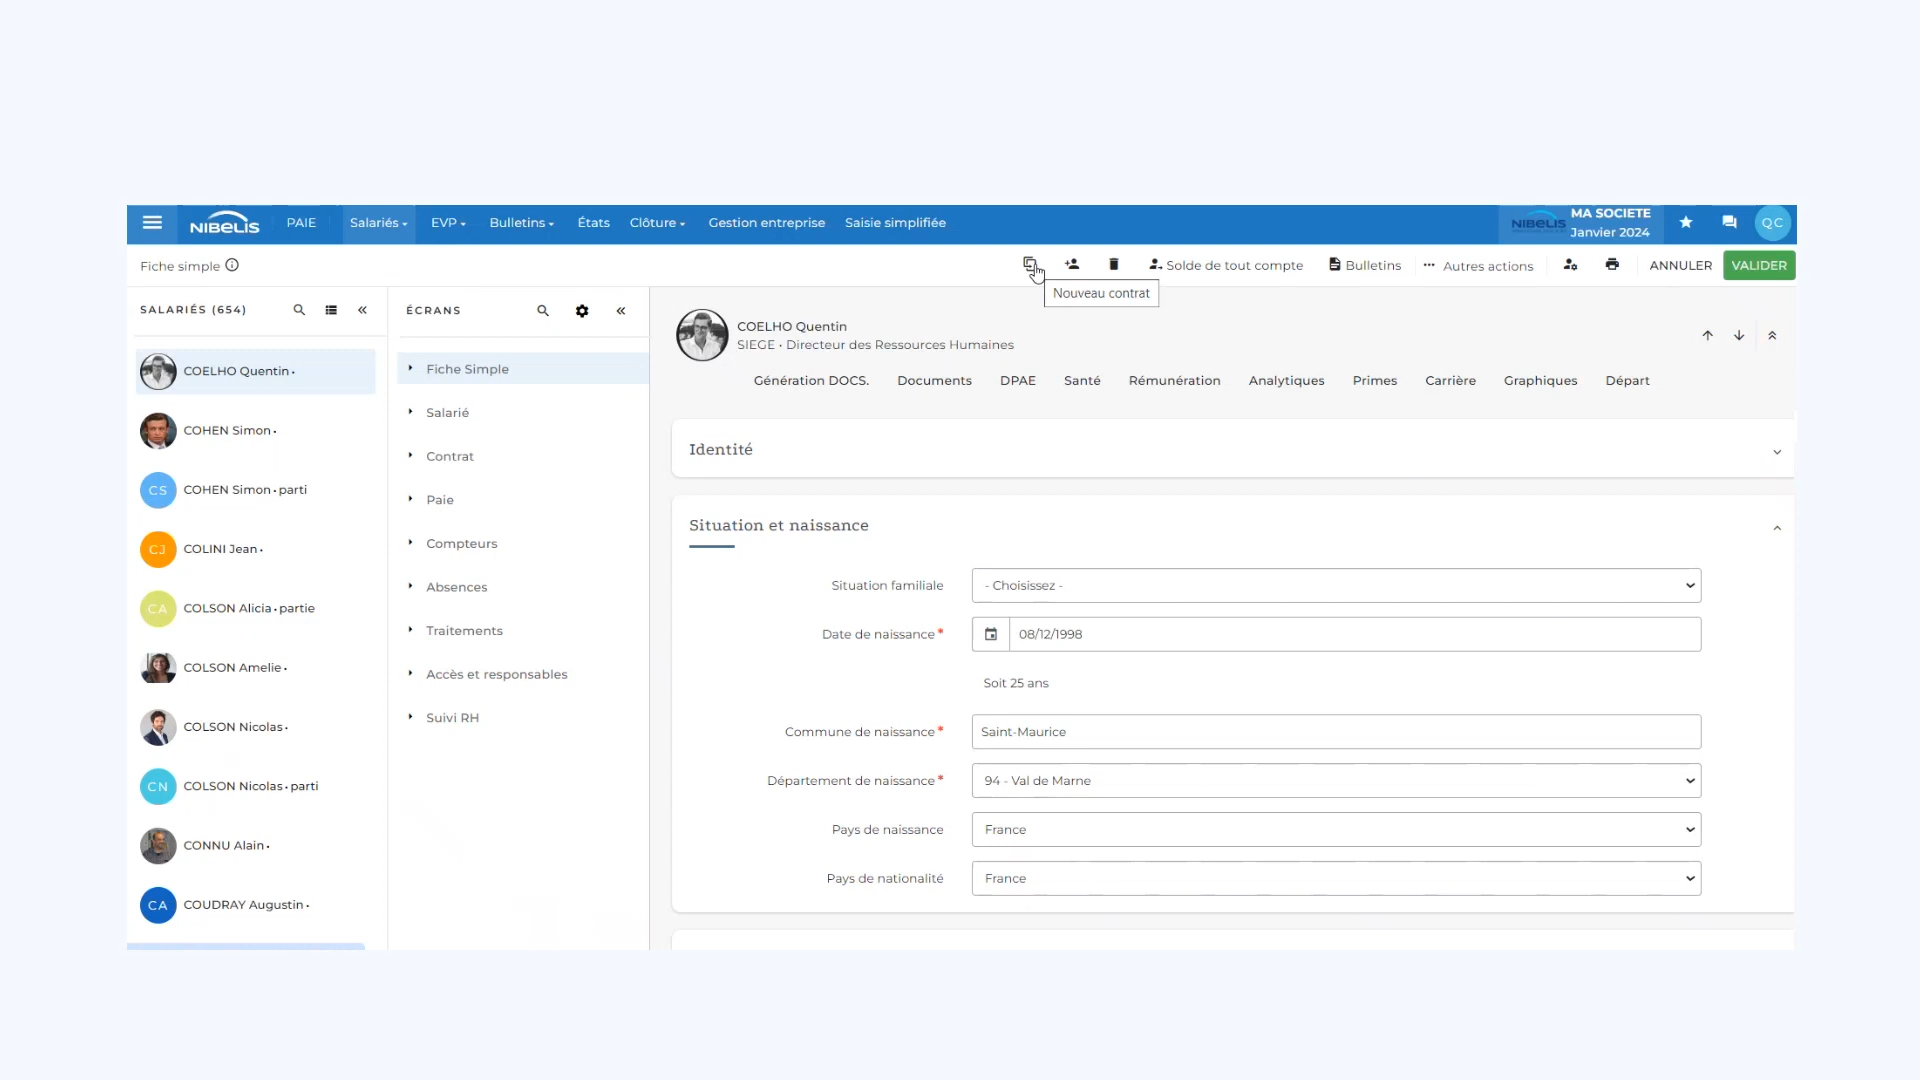 NIBELIS PAIE Salariés EVP Bulletins États Clôture Gestion entreprise Saisie simplifiée
NIBELIS MA SOCIETE
Janvier 2024
QC
Fiche simple
Solde de tout compte Bulletins Autres actions ANNULER VALIDER
Nouveau contrat
SALARIÉS (654)
COELHO Quentin •
COHEN Simon •
CS COHEN Simon • parti
CJ COLINI Jean •
CA COLSON Alicia • partie
COLSON Amelie •
COLSON Nicolas •
CN COLSON Nicolas • parti
CONNU Alain •
CA COUDRAY Augustin •
ÉCRANS
Fiche Simple
Salarié
Contrat
Paie
Compteurs
Absences
Traitements
Accès et responsables
Suivi RH
COELHO Quentin
SIEGE • Directeur des Ressources Humaines
Génération DOCS. Documents DPAE Santé Rémunération Analytiques Primes Carrière Graphiques Départ
Identité
Situation et naissance
Situation familiale - Choisissez -
Date de naissance* 08/12/1998
Soit 25 ans
Commune de naissance* Saint-Maurice
Département de naissance* 94 - Val de Marne
Pays de naissance France
Pays de nationalité France